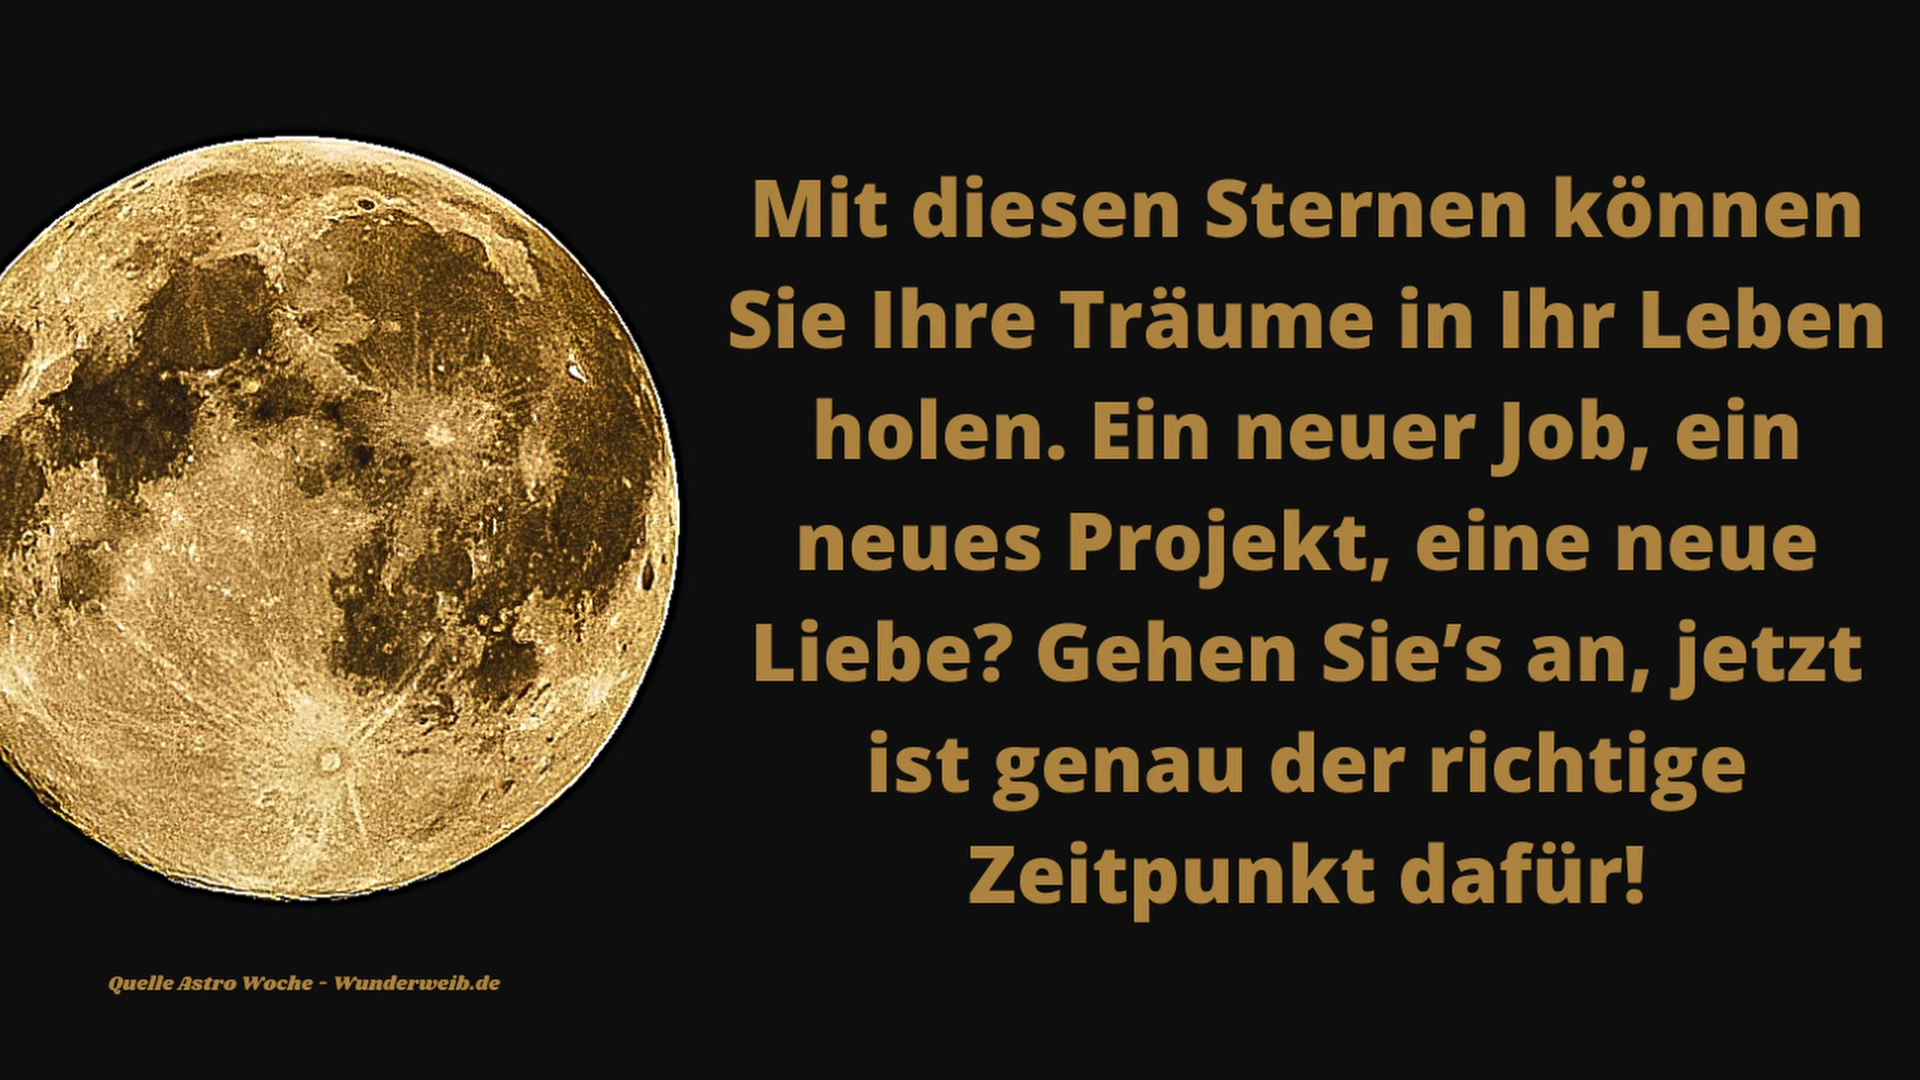 Mit diesen Sternen können
Sie Ihre Träume in Ihr Leben
holen. Ein neuer Job, ein
neues Projekt, eine neue
Liebe? Gehen Sie’s an, jetzt
ist genau der richtige
Zeitpunkt dafür!
Quelle Astro Woche - Wunderweib.de